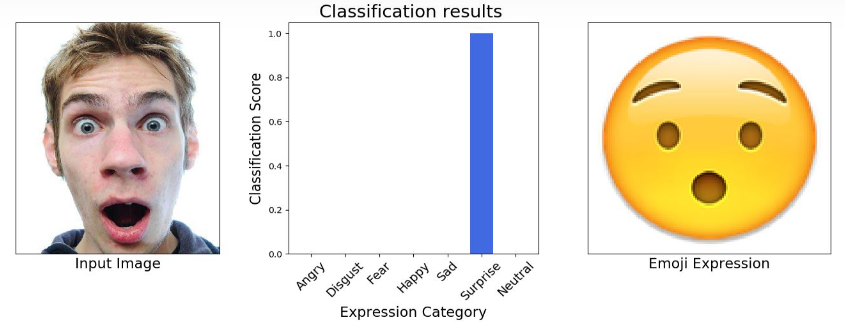 Classification results
1.0
0.8
0.6
0.4
0.2
0.0
Classification Score
Angry
Disgust
Fear
Happy
Sad
Surprise
Neutral
Expression Category
Input Image
Emoji Expression